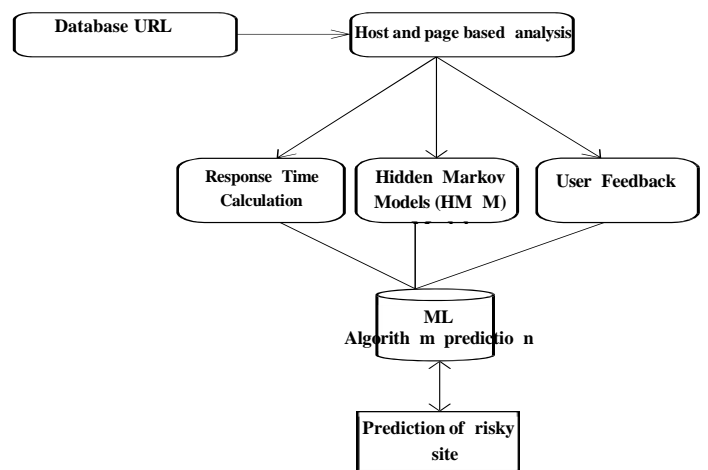 Database URL
Host and page based analysis
Response Time
Calculation
Hidden Markov
Models (HM M)
User Feedback
ML
Algorith m predictio n
Prediction of risky
site